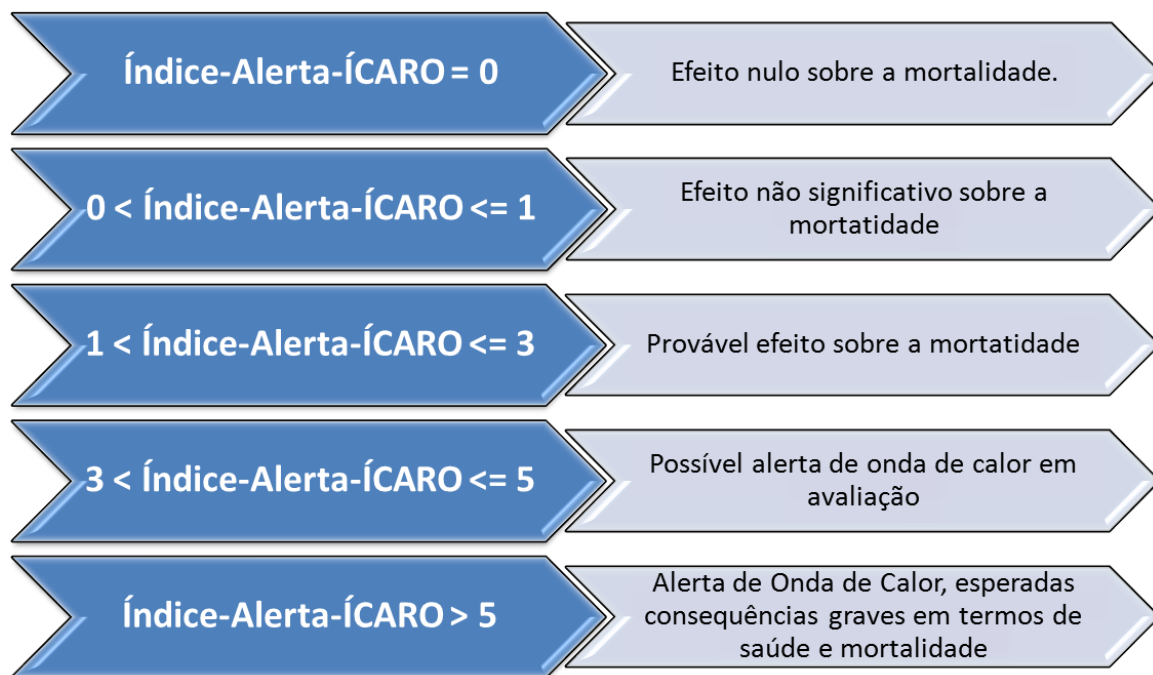 Índice-Alerta-ÍCARO = 0
Efeito nulo sobre a mortalidade.
0 < Índice-Alerta-ÍCARO <= 1
Efeito não significativo sobre a
mortatidade
1 < Índice-Alerta-ÍCARO <= 3
Provável efeito sobre a mortatidade
3 < Índice-Alerta-ÍCARO <= 5
Possível alerta de onda de calor em
avaliação
Índice-Alerta-ÍCARO > 5
Alerta de Onda de Calor, esperadas
consequências graves em termos de
saúde e mortalidade